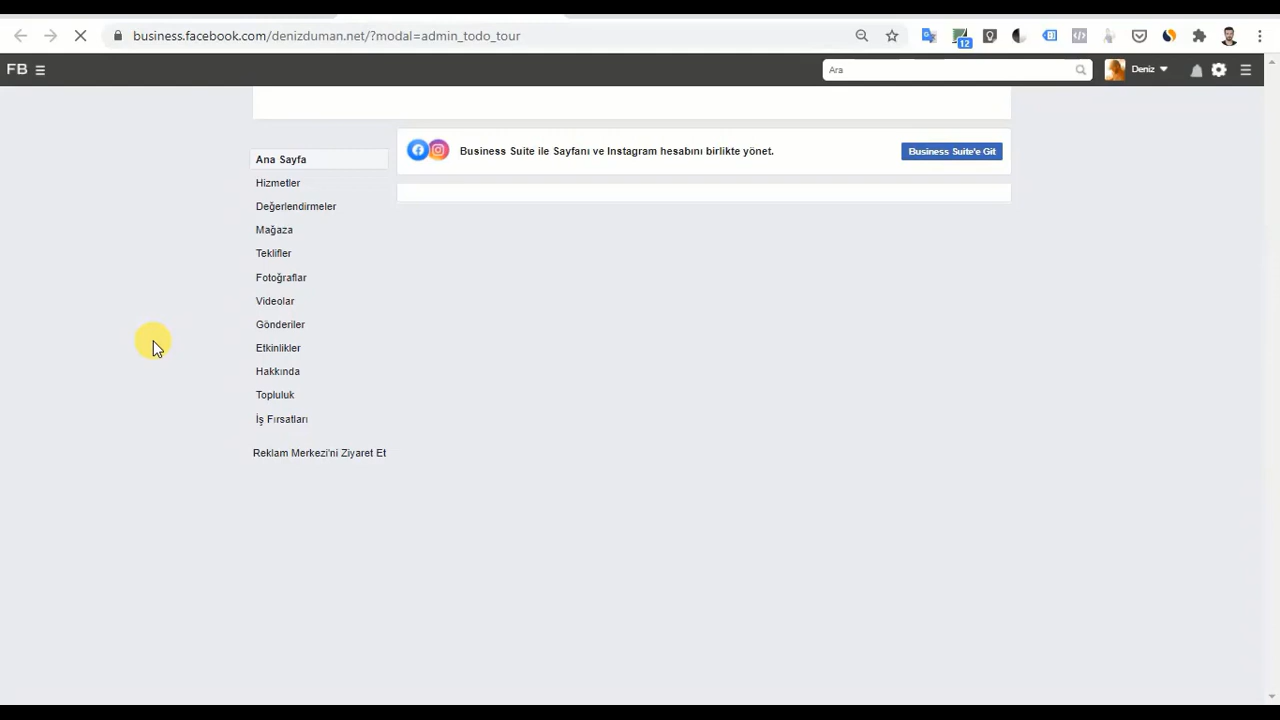 business.facebook.com/denizduman.net/?modal=admin_todo_tour
12
FB
Ara
Deniz
Business Suite ile Sayfanı ve Instagram hesabını birlikte yönet.
Business Suite'e Git
Ana Sayfa
Hizmetler
Değerlendirmeler
Mağaza
Teklifler
Fotoğraflar
Videolar
Gönderiler
Etkinlikler
Hakkında
Topluluk
İş Fırsatları
Reklam Merkezi'ni Ziyaret Et